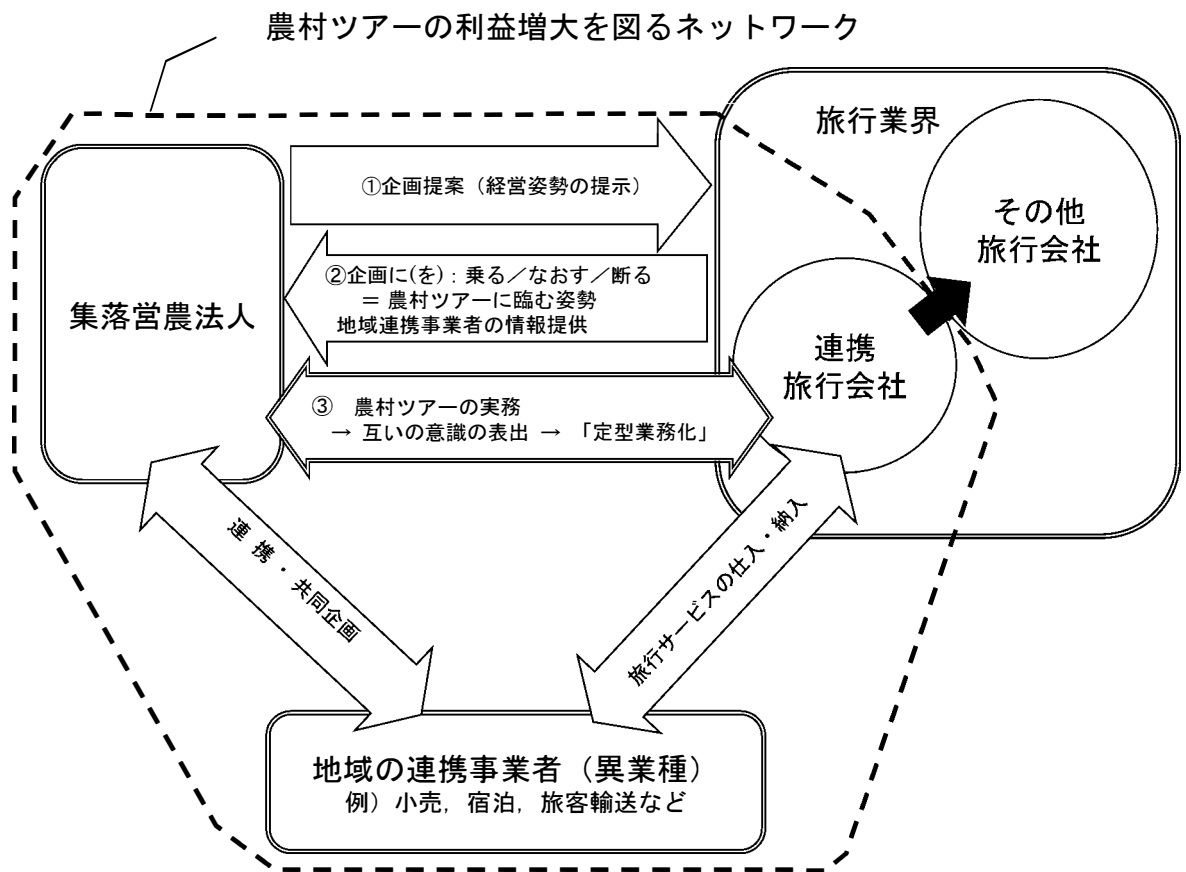 農村ツアーの利益増大を図るネットワーク
旅行業界
その他
旅行会社
①企画提案（経営姿勢の提示）
②企画に(を)：乗る／なおす／断る
＝ 農村ツアーに臨む姿勢
地域連携事業者の情報提供
集落営農法人
連携
旅行会社
③　農村ツアーの実務
→ 互いの意識の表出 → 「定型業務化」
連携・共同企画
旅行サービスの仕入・納入
地域の連携事業者（異業種）
例）小売，宿泊，旅客輸送など